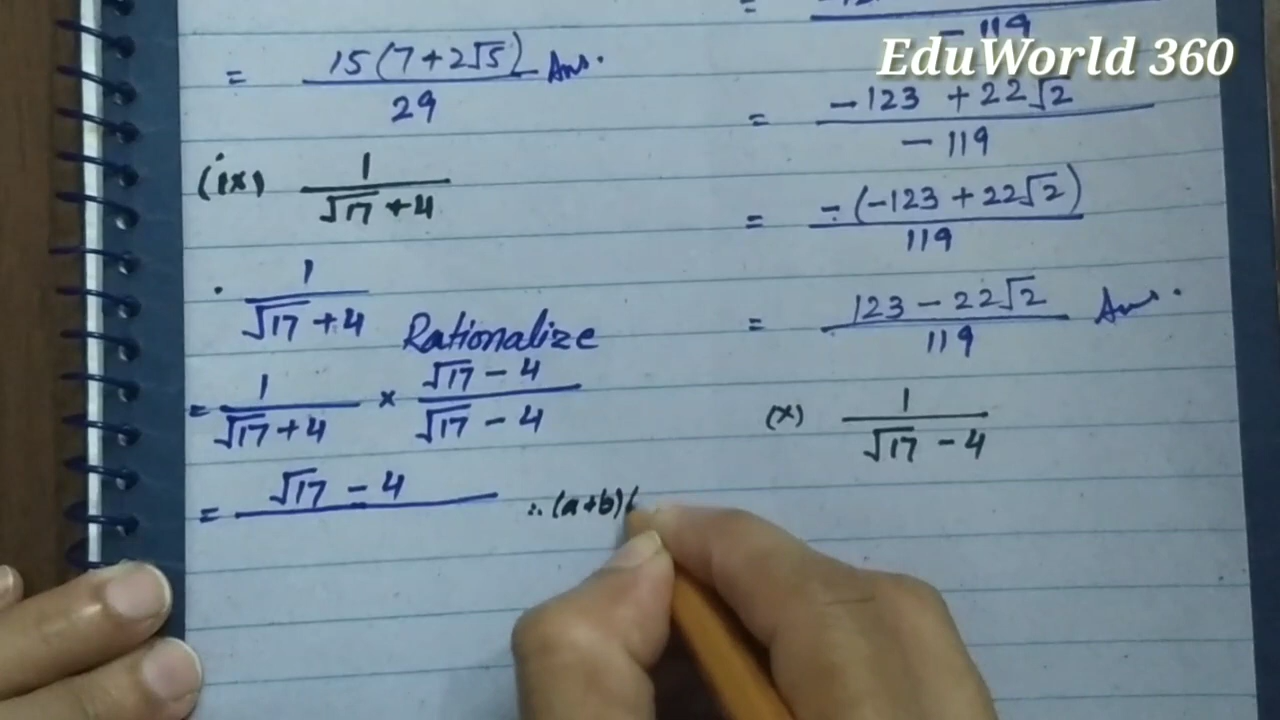 = 15(7+2√5) / 29 Ans.
(ix) 1 / √17 + 4
. 1 / √17 + 4
Rationalize
= 1 / √17 + 4 × √17 - 4 / √17 - 4
= √17 - 4
∴ (a+b)(
EduWorld 360
=
- 119
= -123 + 22√2 / - 119
= -(-123 + 22√2) / 119
= 123 - 22√2 / 119 Ans.
(x) 1 / √17 - 4